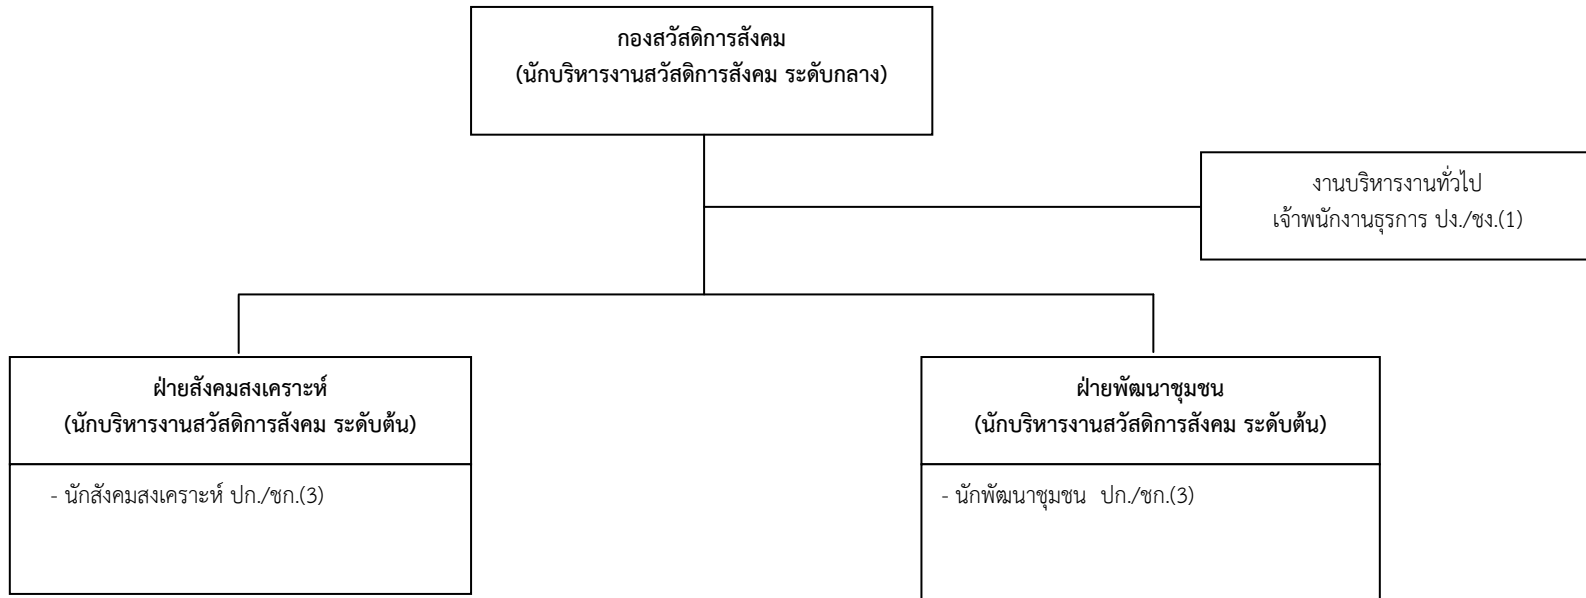 กองสวัสดิการสังคม
(นักบริหารงานสวัสดิการสังคม ระดับกลาง)
งานบริหารงานทั่วไป
เจ้าพนักงานธุรการ ปง./ชง.(1)
ฝ่ายสังคมสงเคราะห์
(นักบริหารงานสวัสดิการสังคม ระดับต้น)
- นักสังคมสงเคราะห์ ปก./ชก.(3)
ฝ่ายพัฒนาชุมชน
(นักบริหารงานสวัสดิการสังคม ระดับต้น)
- นักพัฒนาชุมชน ปก./ชก.(3)